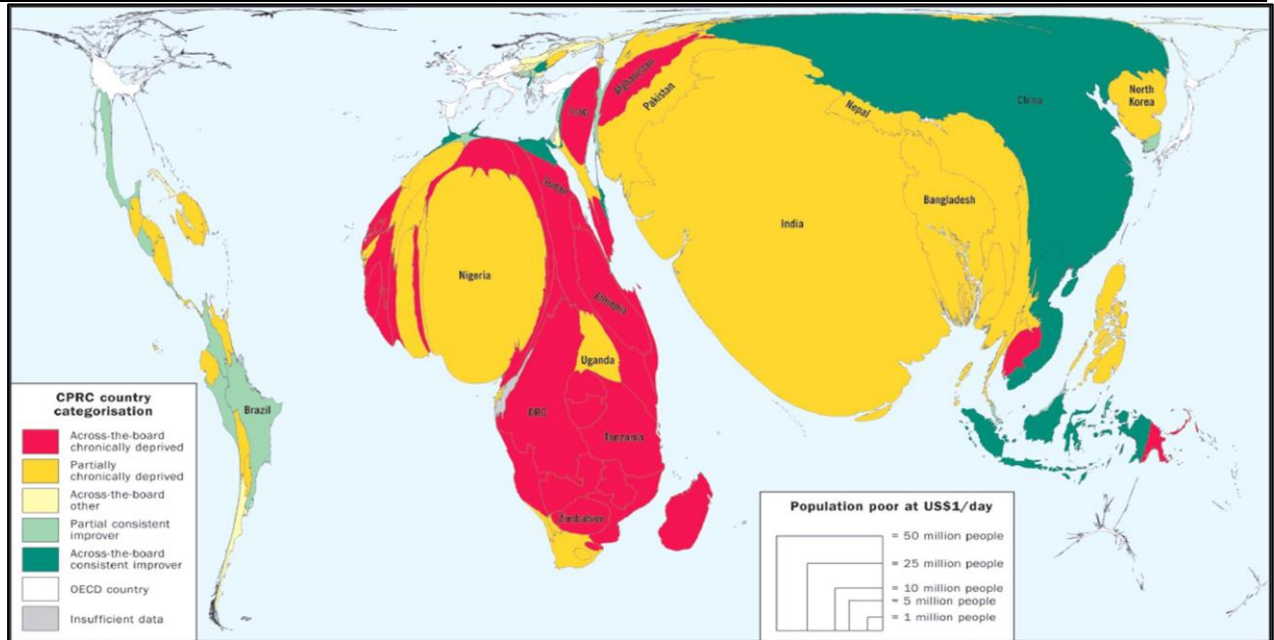 Afghanistan
Pakistan
Iraq
Nepal
China
North
Korea
Sudan
Bangladesh
India
Nigeria
Ethiopia
Uganda
DRC
Tanzania
Zimbabwe
Brazil
CPRC country
categorisation
Across-the-board
chronically deprived
Partially
chronically deprived
Across-the-board
other
Partial consistent
improver
Across-the-board
consistent improver
OECD country
Insufficient data
Population poor at US$1/day
= 50 million people
= 25 million people
= 10 million people
= 5 million people
= 1 million people